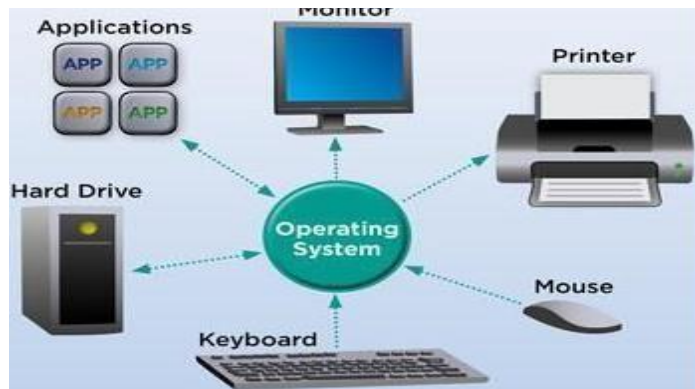 Monitor
Applications
APP APP
APP APP
Printer
Hard Drive
Operating
System
Mouse
Keyboard